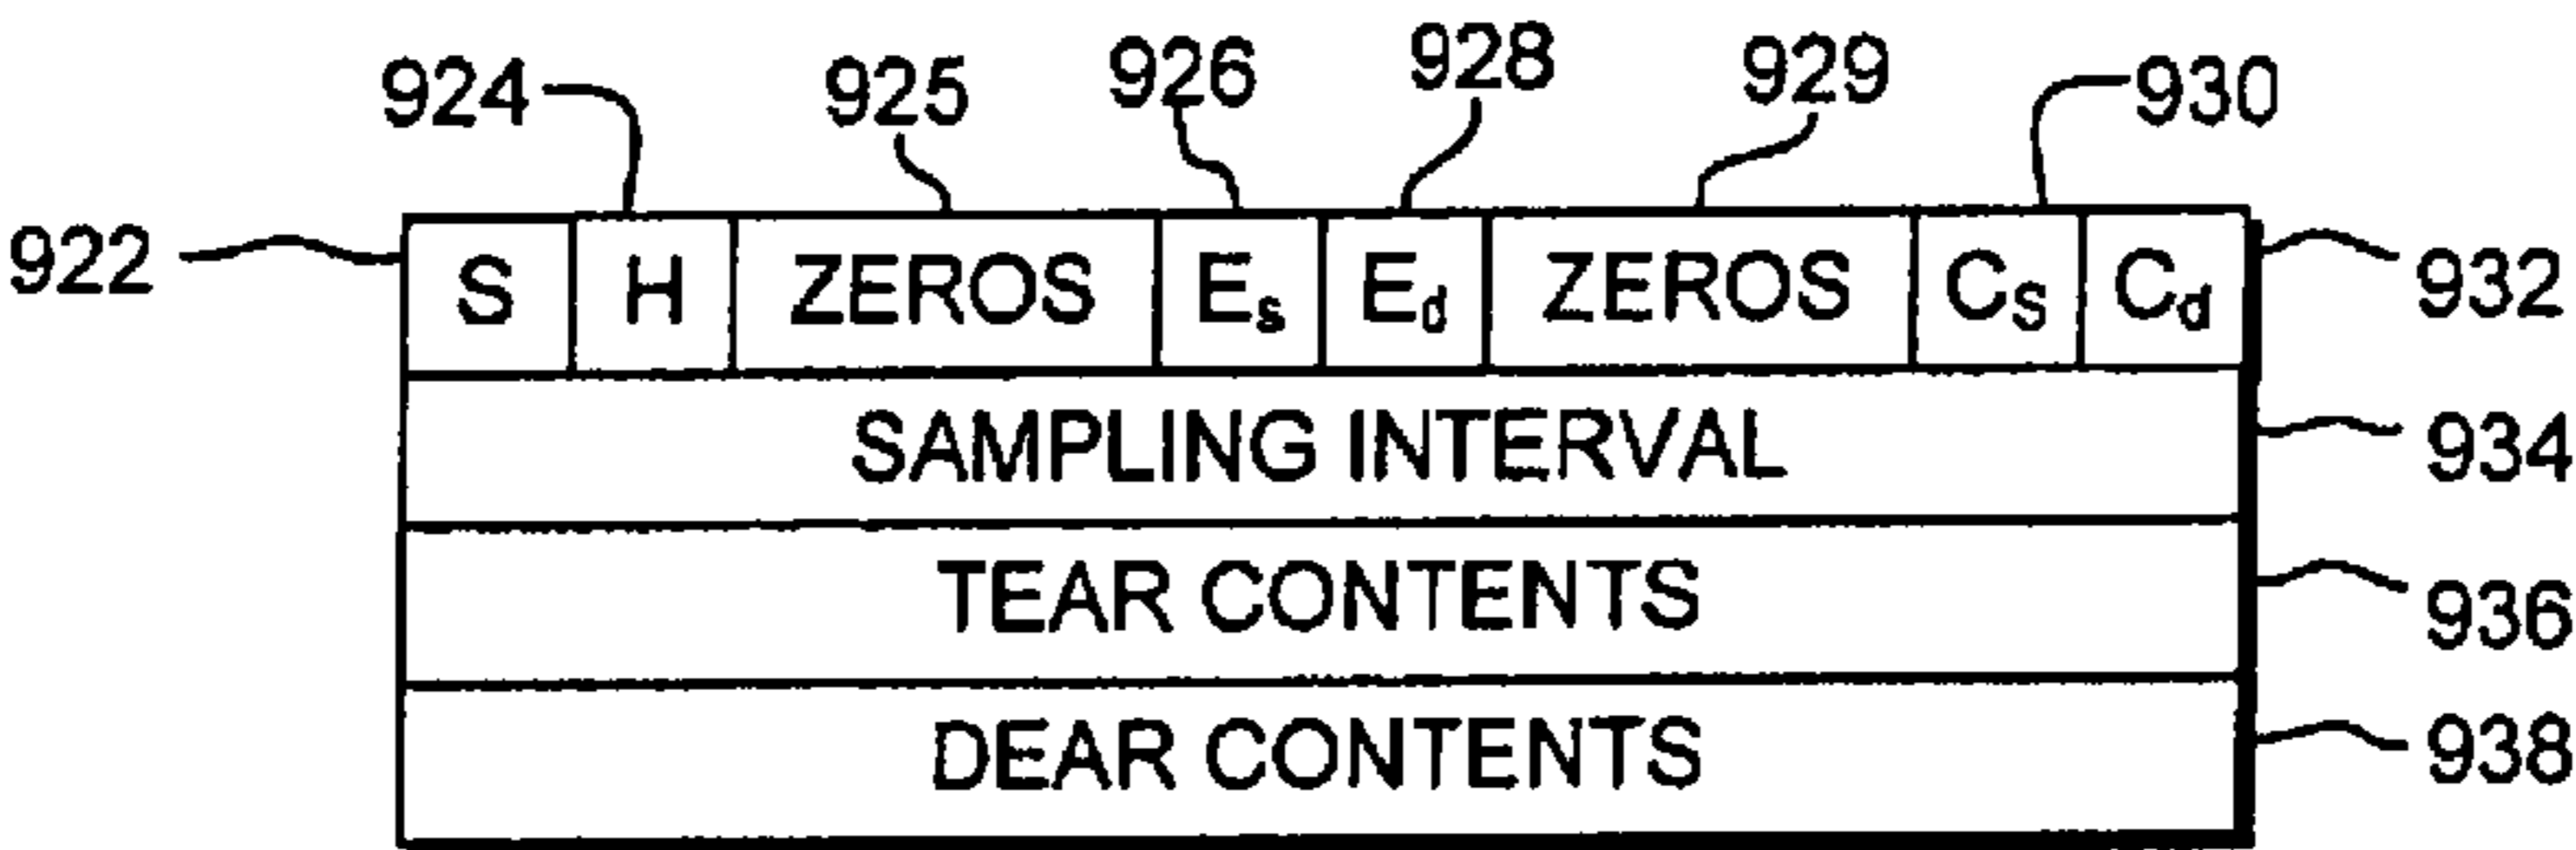 924 925 926 928 929 930
922 S H ZEROS Es Ed ZEROS CS Cd 932
SAMPLING INTERVAL 934
TEAR CONTENTS 936
DEAR CONTENTS 938